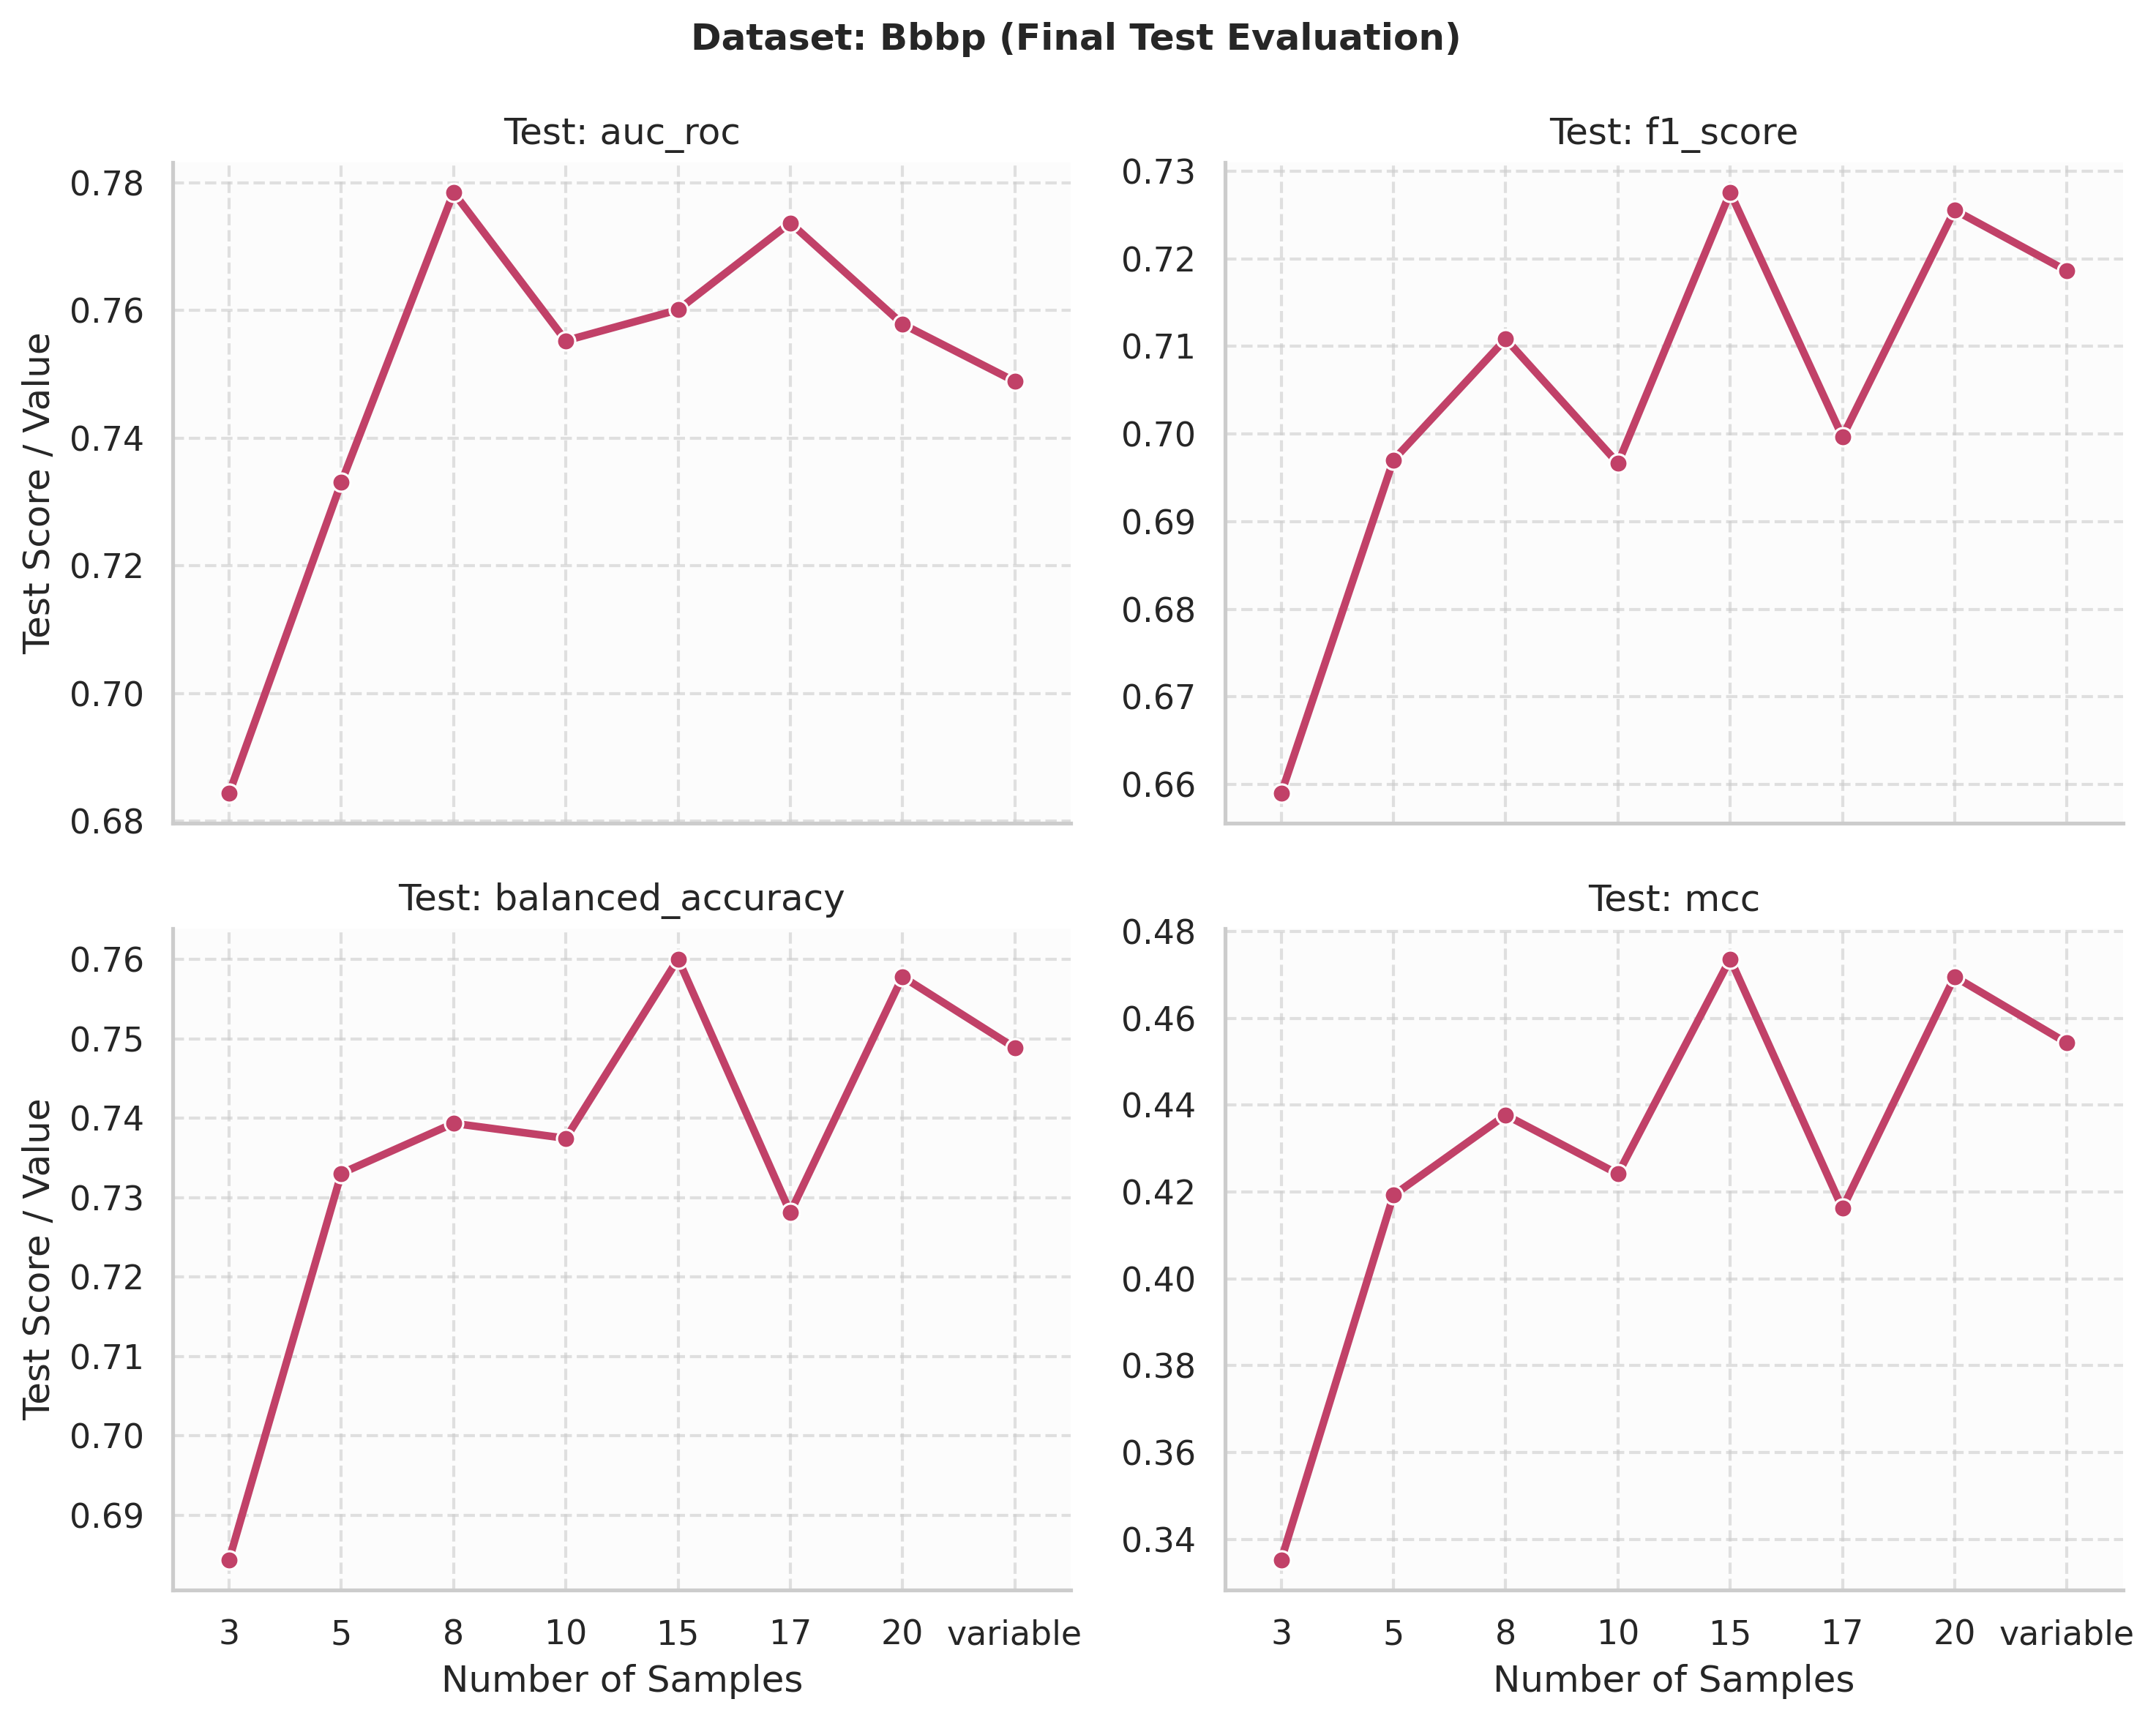 Dataset: Bbbp (Final Test Evaluation)
Test: auc_roc
Test Score / Value
0.78
0.76
0.74
0.72
0.70
0.68
Test: f1_score
0.73
0.72
0.71
0.70
0.69
0.68
0.67
0.66
Test: balanced_accuracy
Test Score / Value
0.76
0.75
0.74
0.73
0.72
0.71
0.70
0.69
3 5 8 10 15 17 20 variable
Number of Samples
Test: mcc
0.48
0.46
0.44
0.42
0.40
0.38
0.36
0.34
3 5 8 10 15 17 20 variable
Number of Samples